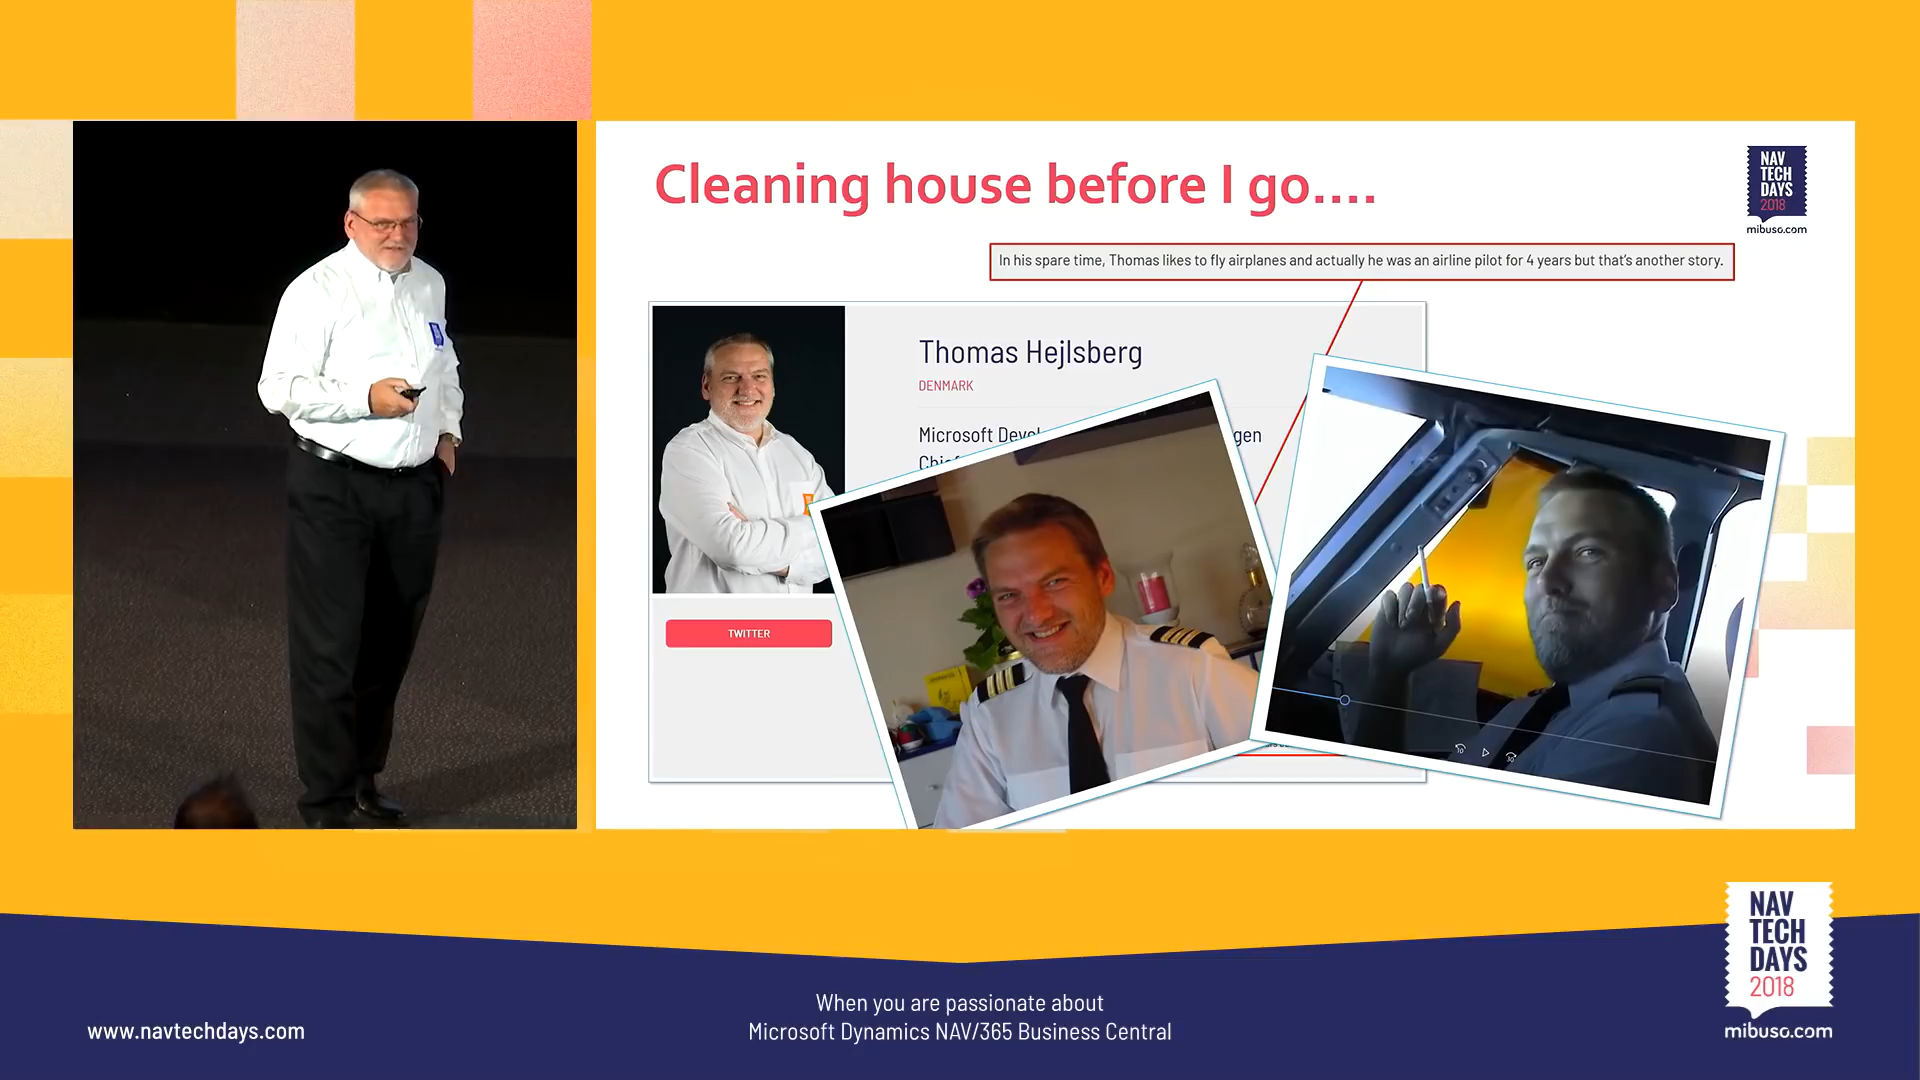 Cleaning house before I go....
NAV
TECH
DAYS
2018
mibuso.com
In his spare time, Thomas likes to fly airplanes and actually he was an airline pilot for 4 years but that's another story.
Thomas Hejlsberg
DENMARK
Microsoft Devel
gen
Chief
TWITTER
NAV
TECH
DAYS
2018
mibuso.com
When you are passionate about
Microsoft Dynamics NAV/365 Business Central
www.navtechdays.com